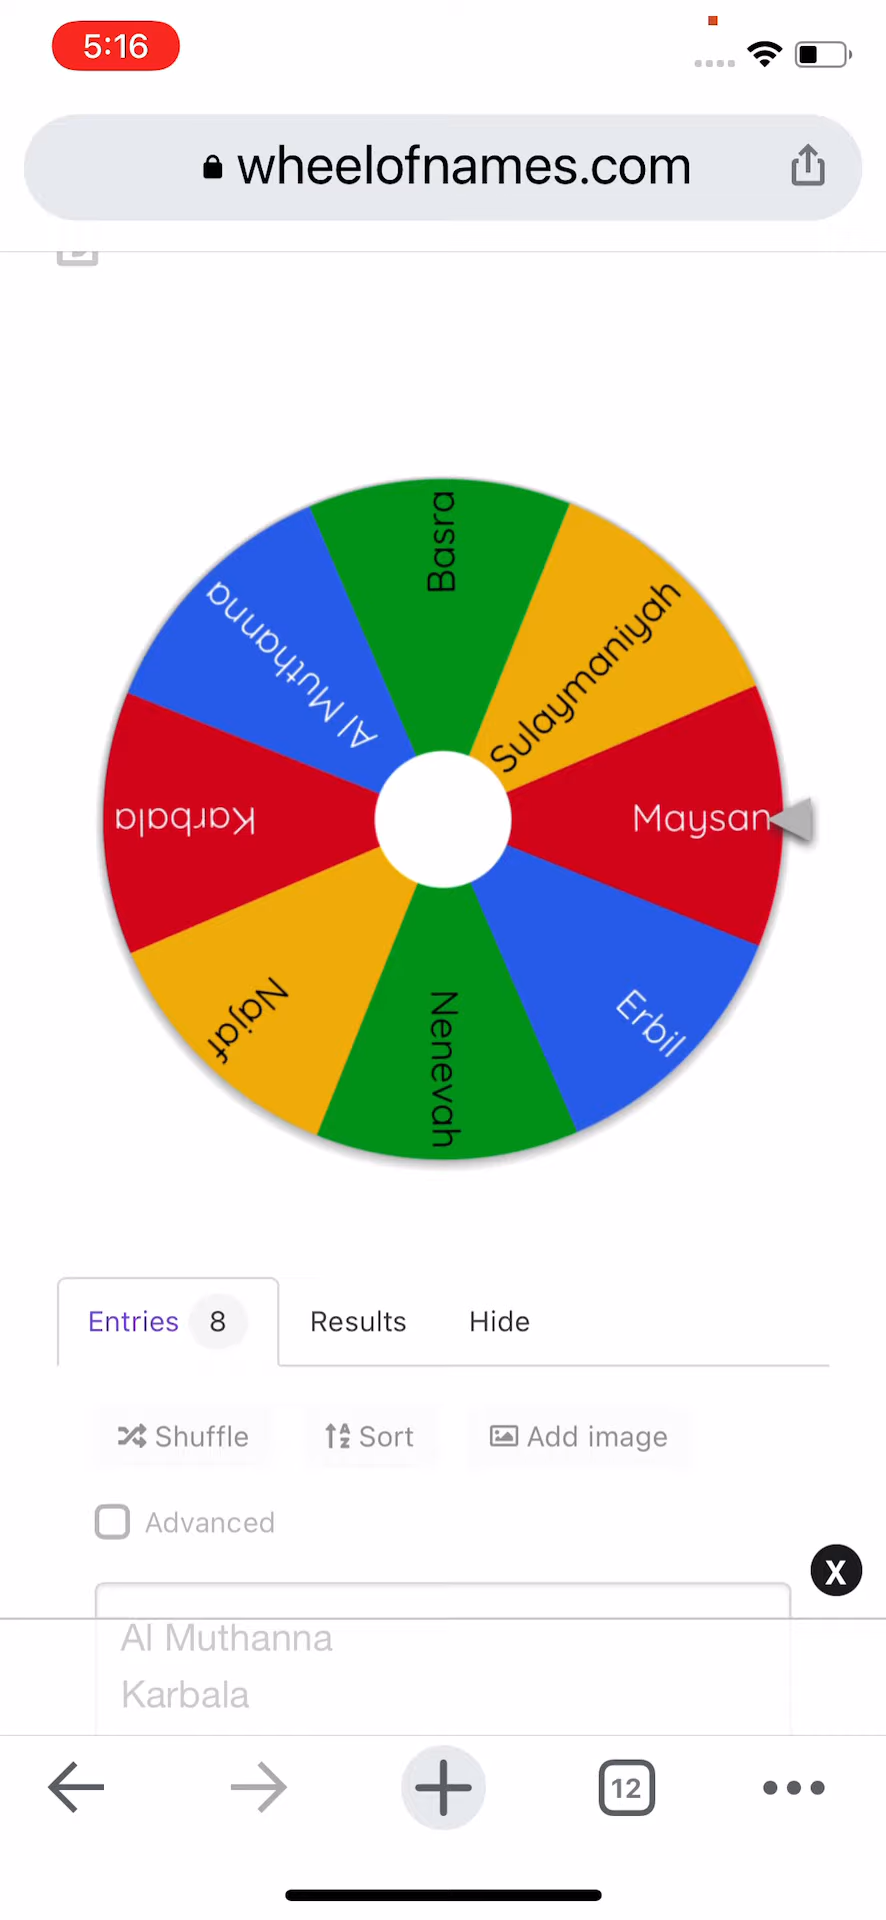 5:16
wheelofnames.com
Basra
Sulaymaniyah
Al Muthanna
Maysan
Karbala
Erbil
Najaf
Nenevah
Entries 8
Results
Hide
Shuffle
Sort
Add image
Advanced
X
Al Muthanna
Karbala
12